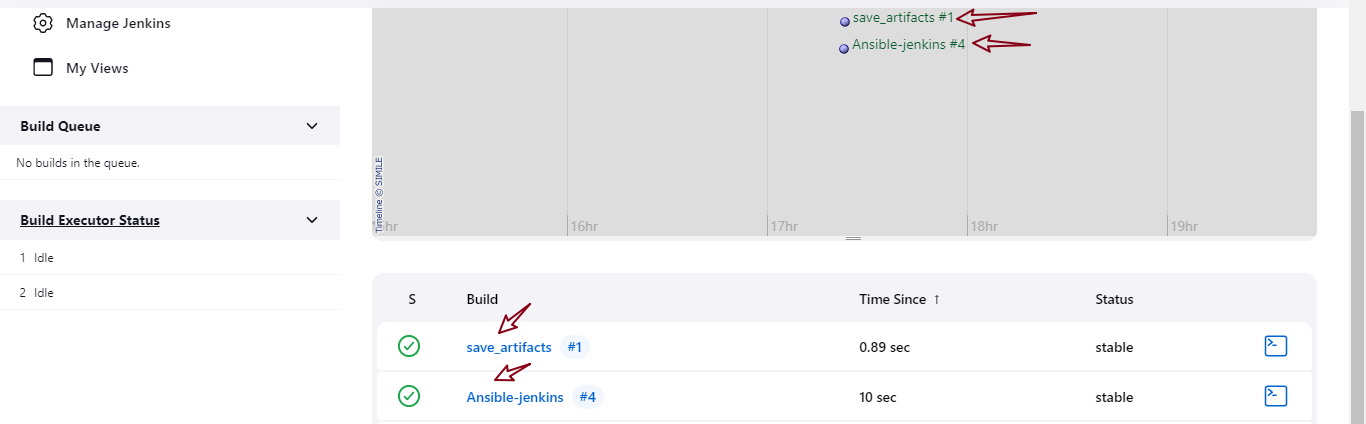 Manage Jenkins
My Views
Build Queue
No builds in the queue.
Build Executor Status
1 Idle
2 Idle
save_artifacts #1
Ansible-jenkins #4
Timeline © SIMILE
hr 16hr 17hr 18hr 19hr
S Build Time Since ↑ Status
save_artifacts #1 0.89 sec stable
Ansible-jenkins #4 10 sec stable